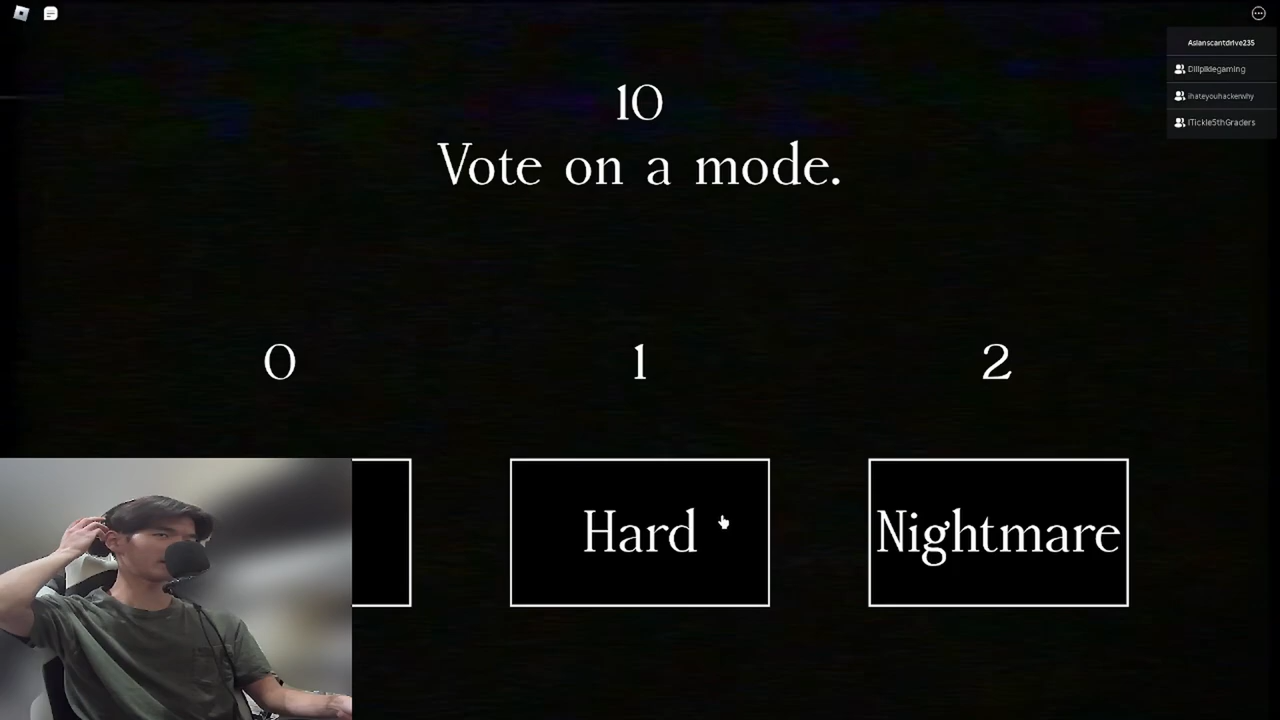 Asianscantdrive235
Dillpiklegaming
ihateyouhackerwhy
ITickle5thGraders
10
Vote on a mode.
0
1
2
Hard
Nightmare